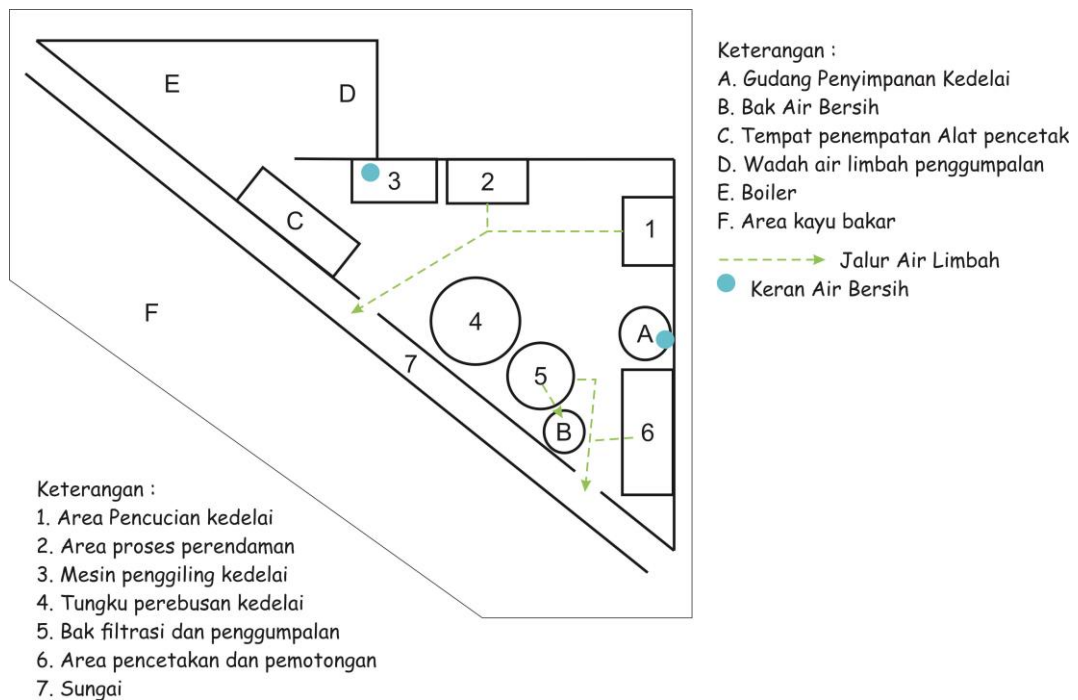 Keterangan :
A. Gudang Penyimpanan Kedelai
B. Bak Air Bersih
C. Tempat penempatan Alat pencetak
D. Wadah air limbah penggumpalan
E. Boiler
F. Area kayu bakar
Jalur Air Limbah
Keran Air Bersih
E
D
3
2
1
C
F
4
A
7
5
B
6
Keterangan :
1. Area Pencucian kedelai
2. Area proses perendaman
3. Mesin penggiling kedelai
4. Tungku perebusan kedelai
5. Bak filtrasi dan penggumpalan
6. Area pencetakan dan pemotongan
7. Sungai